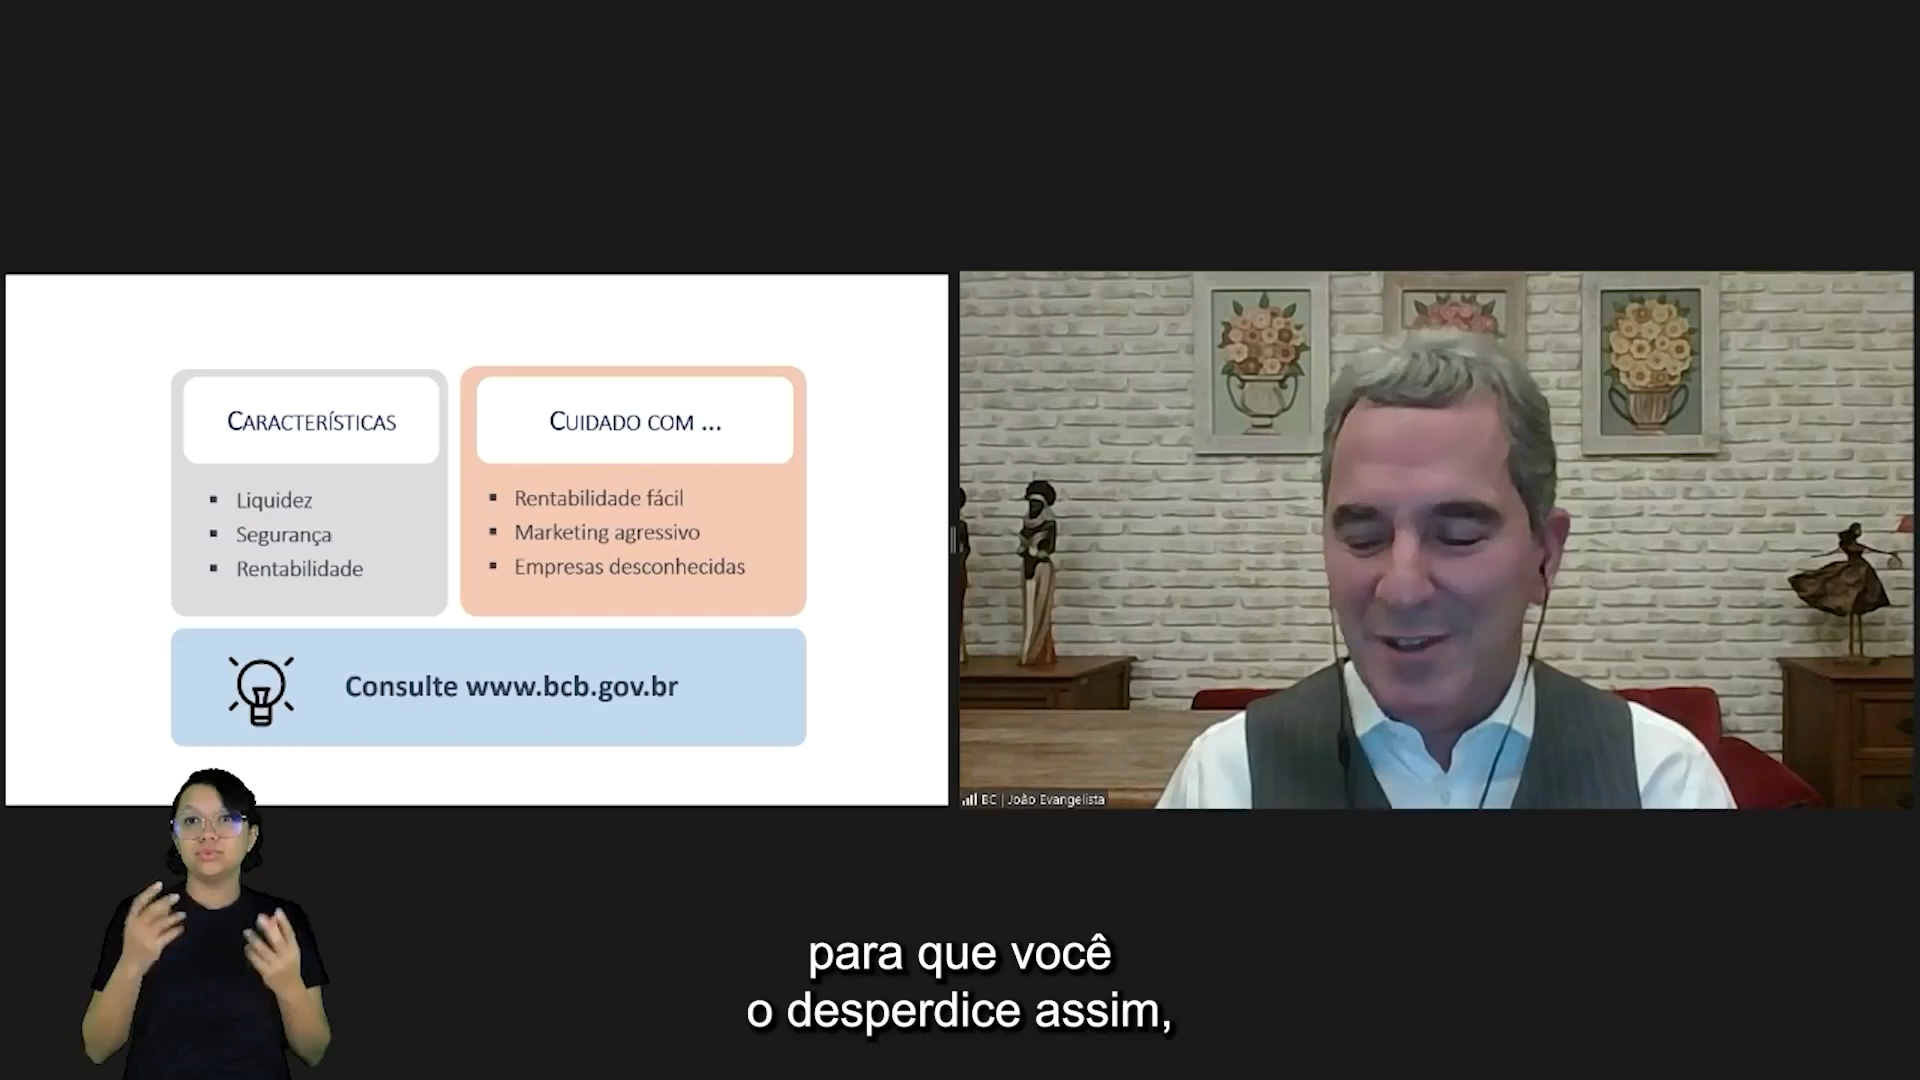 CARACTERÍSTICAS
▪ Liquidez
▪ Segurança
▪ Rentabilidade
CUIDADO COM ...
▪ Rentabilidade fácil
▪ Marketing agressivo
▪ Empresas desconhecidas
Consulte www.bcb.gov.br
BC | João Evangelista
para que você
o desperdice assim,